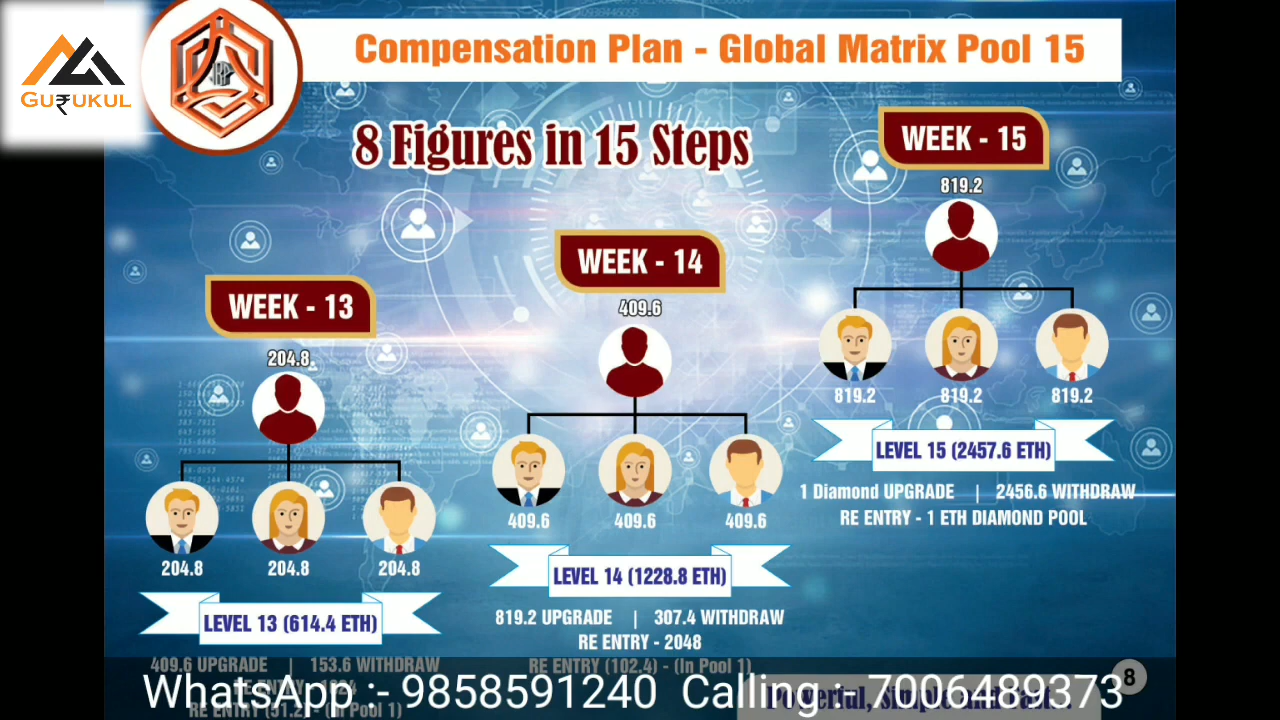 GURUKUL
Compensation Plan - Global Matrix Pool 15
8 Figures in 15 Steps
WEEK - 13
204.8
204.8 204.8 204.8
LEVEL 13 (614.4 ETH)
409.6 UPGRADE | 153.6 WITHDRAW
RE ENTRY (51.2) - (In Pool 1)
WEEK - 14
409.6
409.6 409.6 409.6
LEVEL 14 (1228.8 ETH)
819.2 UPGRADE | 307.4 WITHDRAW
RE ENTRY - 2048
RE ENTRY (102.4) - (In Pool 1)
WEEK - 15
819.2
819.2 819.2 819.2
LEVEL 15 (2457.6 ETH)
1 Diamond UPGRADE | 2456.6 WITHDRAW
RE ENTRY - 1 ETH DIAMOND POOL
Powerful, Simple and
8
WhatsApp :- 9858591240 Calling :- 7006489373